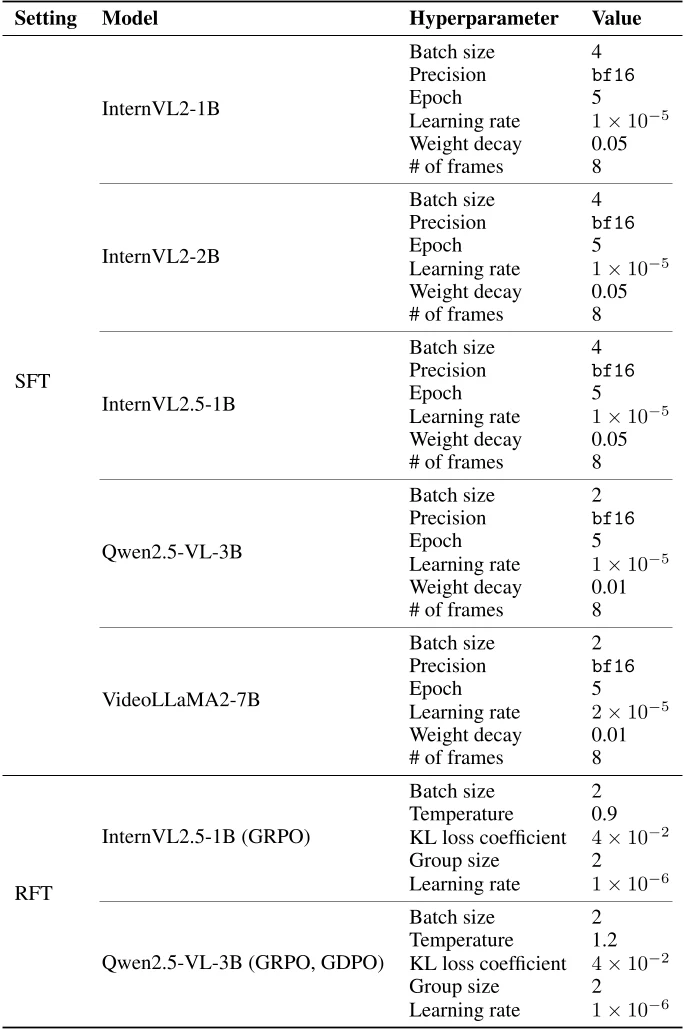 Setting Model Hyperparameter Value
Batch size 4
Precision bf16
InternVL2-1B Epoch 5
Learning rate 1 × 10⁻⁵
Weight decay 0.05
# of frames 8
Batch size 4
Precision bf16
InternVL2-2B Epoch 5
Learning rate 1 × 10⁻⁵
Weight decay 0.05
# of frames 8
Batch size 4
SFT Precision bf16
InternVL2.5-1B Epoch 5
Learning rate 1 × 10⁻⁵
Weight decay 0.05
# of frames 8
Batch size 2
Precision bf16
Qwen2.5-VL-3B Epoch 5
Learning rate 1 × 10⁻⁵
Weight decay 0.01
# of frames 8
Batch size 2
Precision bf16
VideoLLaMA2-7B Epoch 5
Learning rate 2 × 10⁻⁵
Weight decay 0.01
# of frames 8
Batch size 2
Temperature 0.9
InternVL2.5-1B (GRPO) KL loss coefficient 4 × 10⁻²
Group size 2
Learning rate 1 × 10⁻⁶
RFT
Batch size 2
Temperature 1.2
Qwen2.5-VL-3B (GRPO, GDPO) KL loss coefficient 4 × 10⁻²
Group size 2
Learning rate 1 × 10⁻⁶